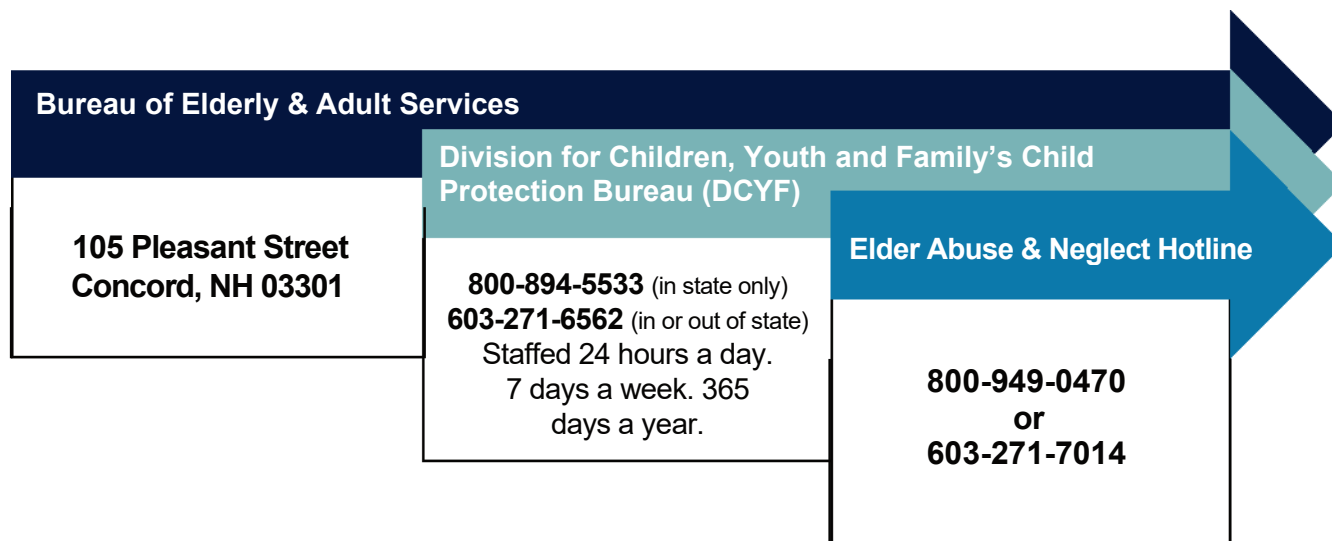 Bureau of Elderly & Adult Services
105 Pleasant Street
Concord, NH 03301
Division for Children, Youth and Family’s Child
Protection Bureau (DCYF)
800-894-5533 (in state only)
603-271-6562 (in or out of state)
Staffed 24 hours a day.
7 days a week. 365
days a year.
Elder Abuse & Neglect Hotline
800-949-0470
or
603-271-7014